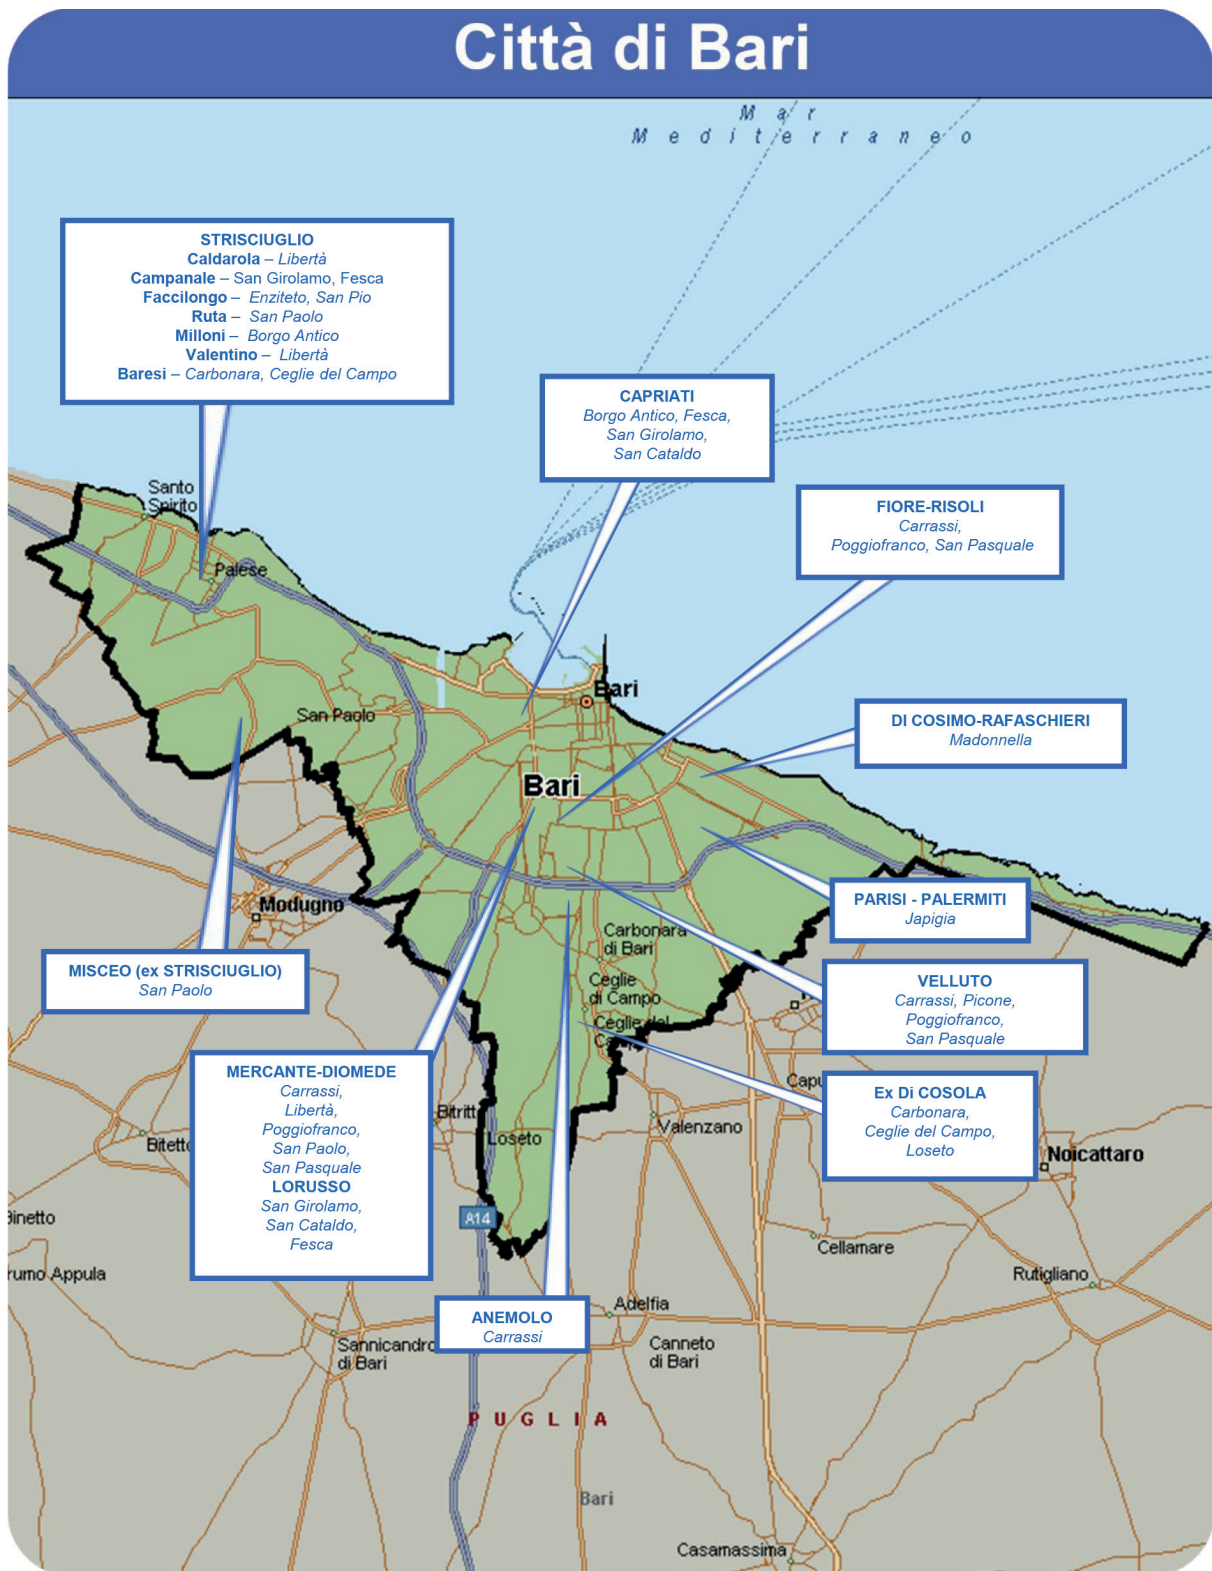 Città di Bari
Mar
Mediterraneo
STRISCIUGLIO
Caldarola – Libertà
Campanale – San Girolamo, Fesca
Faccilongo – Enziteto, San Pio
Ruta – San Paolo
Milloni – Borgo Antico
Valentino – Libertà
Baresi – Carbonara, Ceglie del Campo
CAPRIATI
Borgo Antico, Fesca,
San Girolamo,
San Cataldo
FIORE-RISOLI
Carrassi,
Poggiofranco, San Pasquale
Santo
Spirito
Palese
San Paolo
Bari
DI COSIMO-RAFASCHIERI
Madonnella
Bari
Modugno
PARISI - PALERMITI
Japigia
Carbonara
di Bari
MISCEO (ex STRISCIUGLIO)
San Paolo
Ceglie
di Campo
Ceglie del
VELLUTO
Carrassi, Picone,
Poggiofranco,
San Pasquale
MERCANTE-DIOMEDE
Carrassi,
Libertà,
Poggiofranco,
San Paolo,
San Pasquale
LORUSSO
San Girolamo,
San Cataldo,
Fesca
Ex Di COSOLA
Carbonara,
Ceglie del Campo,
Loseto
Capu
Bitritt
Bitetto
Loseto
Valenzano
Noicattaro
A14
Binetto
rumo Appula
Cellamare
Rutigliano
ANEMOLO
Carrassi
Adelfia
Sannicandro
di Bari
Canneto
di Bari
PUGLIA
Bari
Casamassima